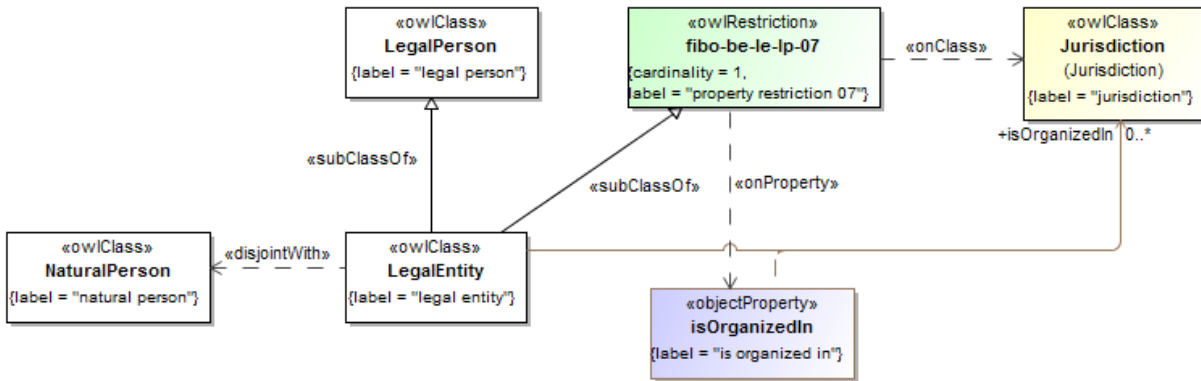 «owlClass»
LegalPerson
{label = "legal person"}
«owlRestriction»
fibo-be-le-lp-07
{cardinality = 1,
label = "property restriction 07"}
«onClass»
«owlClass»
Jurisdiction
(Jurisdiction)
{label = "jurisdiction"}
+isOrganizedIn 0..*
«subClassOf»
«subClassOf»
«onProperty»
«owlClass»
NaturalPerson
{label = "natural person"}
«disjointWith»
«owlClass»
LegalEntity
{label = "legal entity"}
«objectProperty»
isOrganizedIn
{label = "is organized in"}